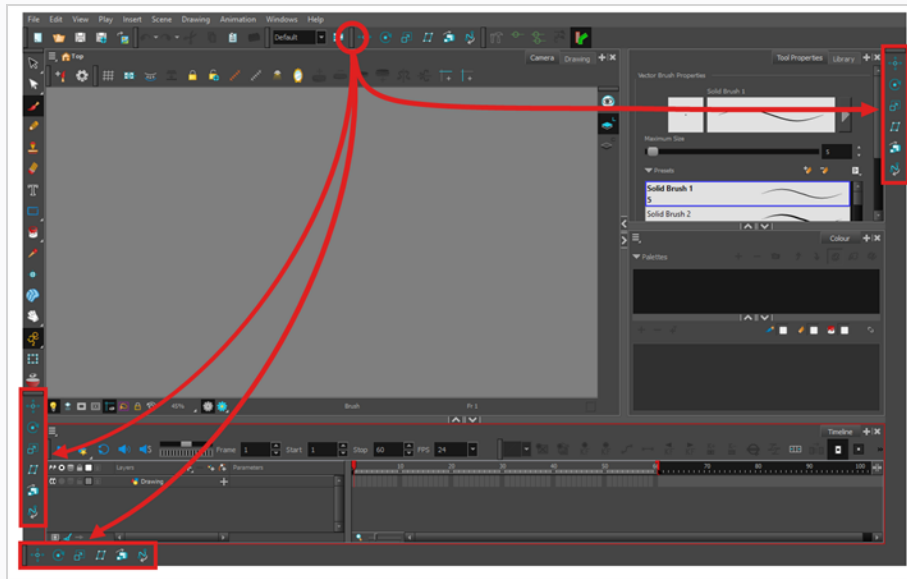 File Edit View Play Insert Scene Drawing Animation Windows Help
Default
Top
Camera Drawing
Tool Properties Library
Vector Brush Properties
Solid Brush 1
Maximum Size
5
Presets
Solid Brush 1
5
Solid Brush 2
Colour
Palettes
Brush Fr 1
Timeline
Frame 1 Start 1 Stop 60 FPS 24
Layers Parameters
10 20 30 40 50 60 70 80 90 100
Drawing